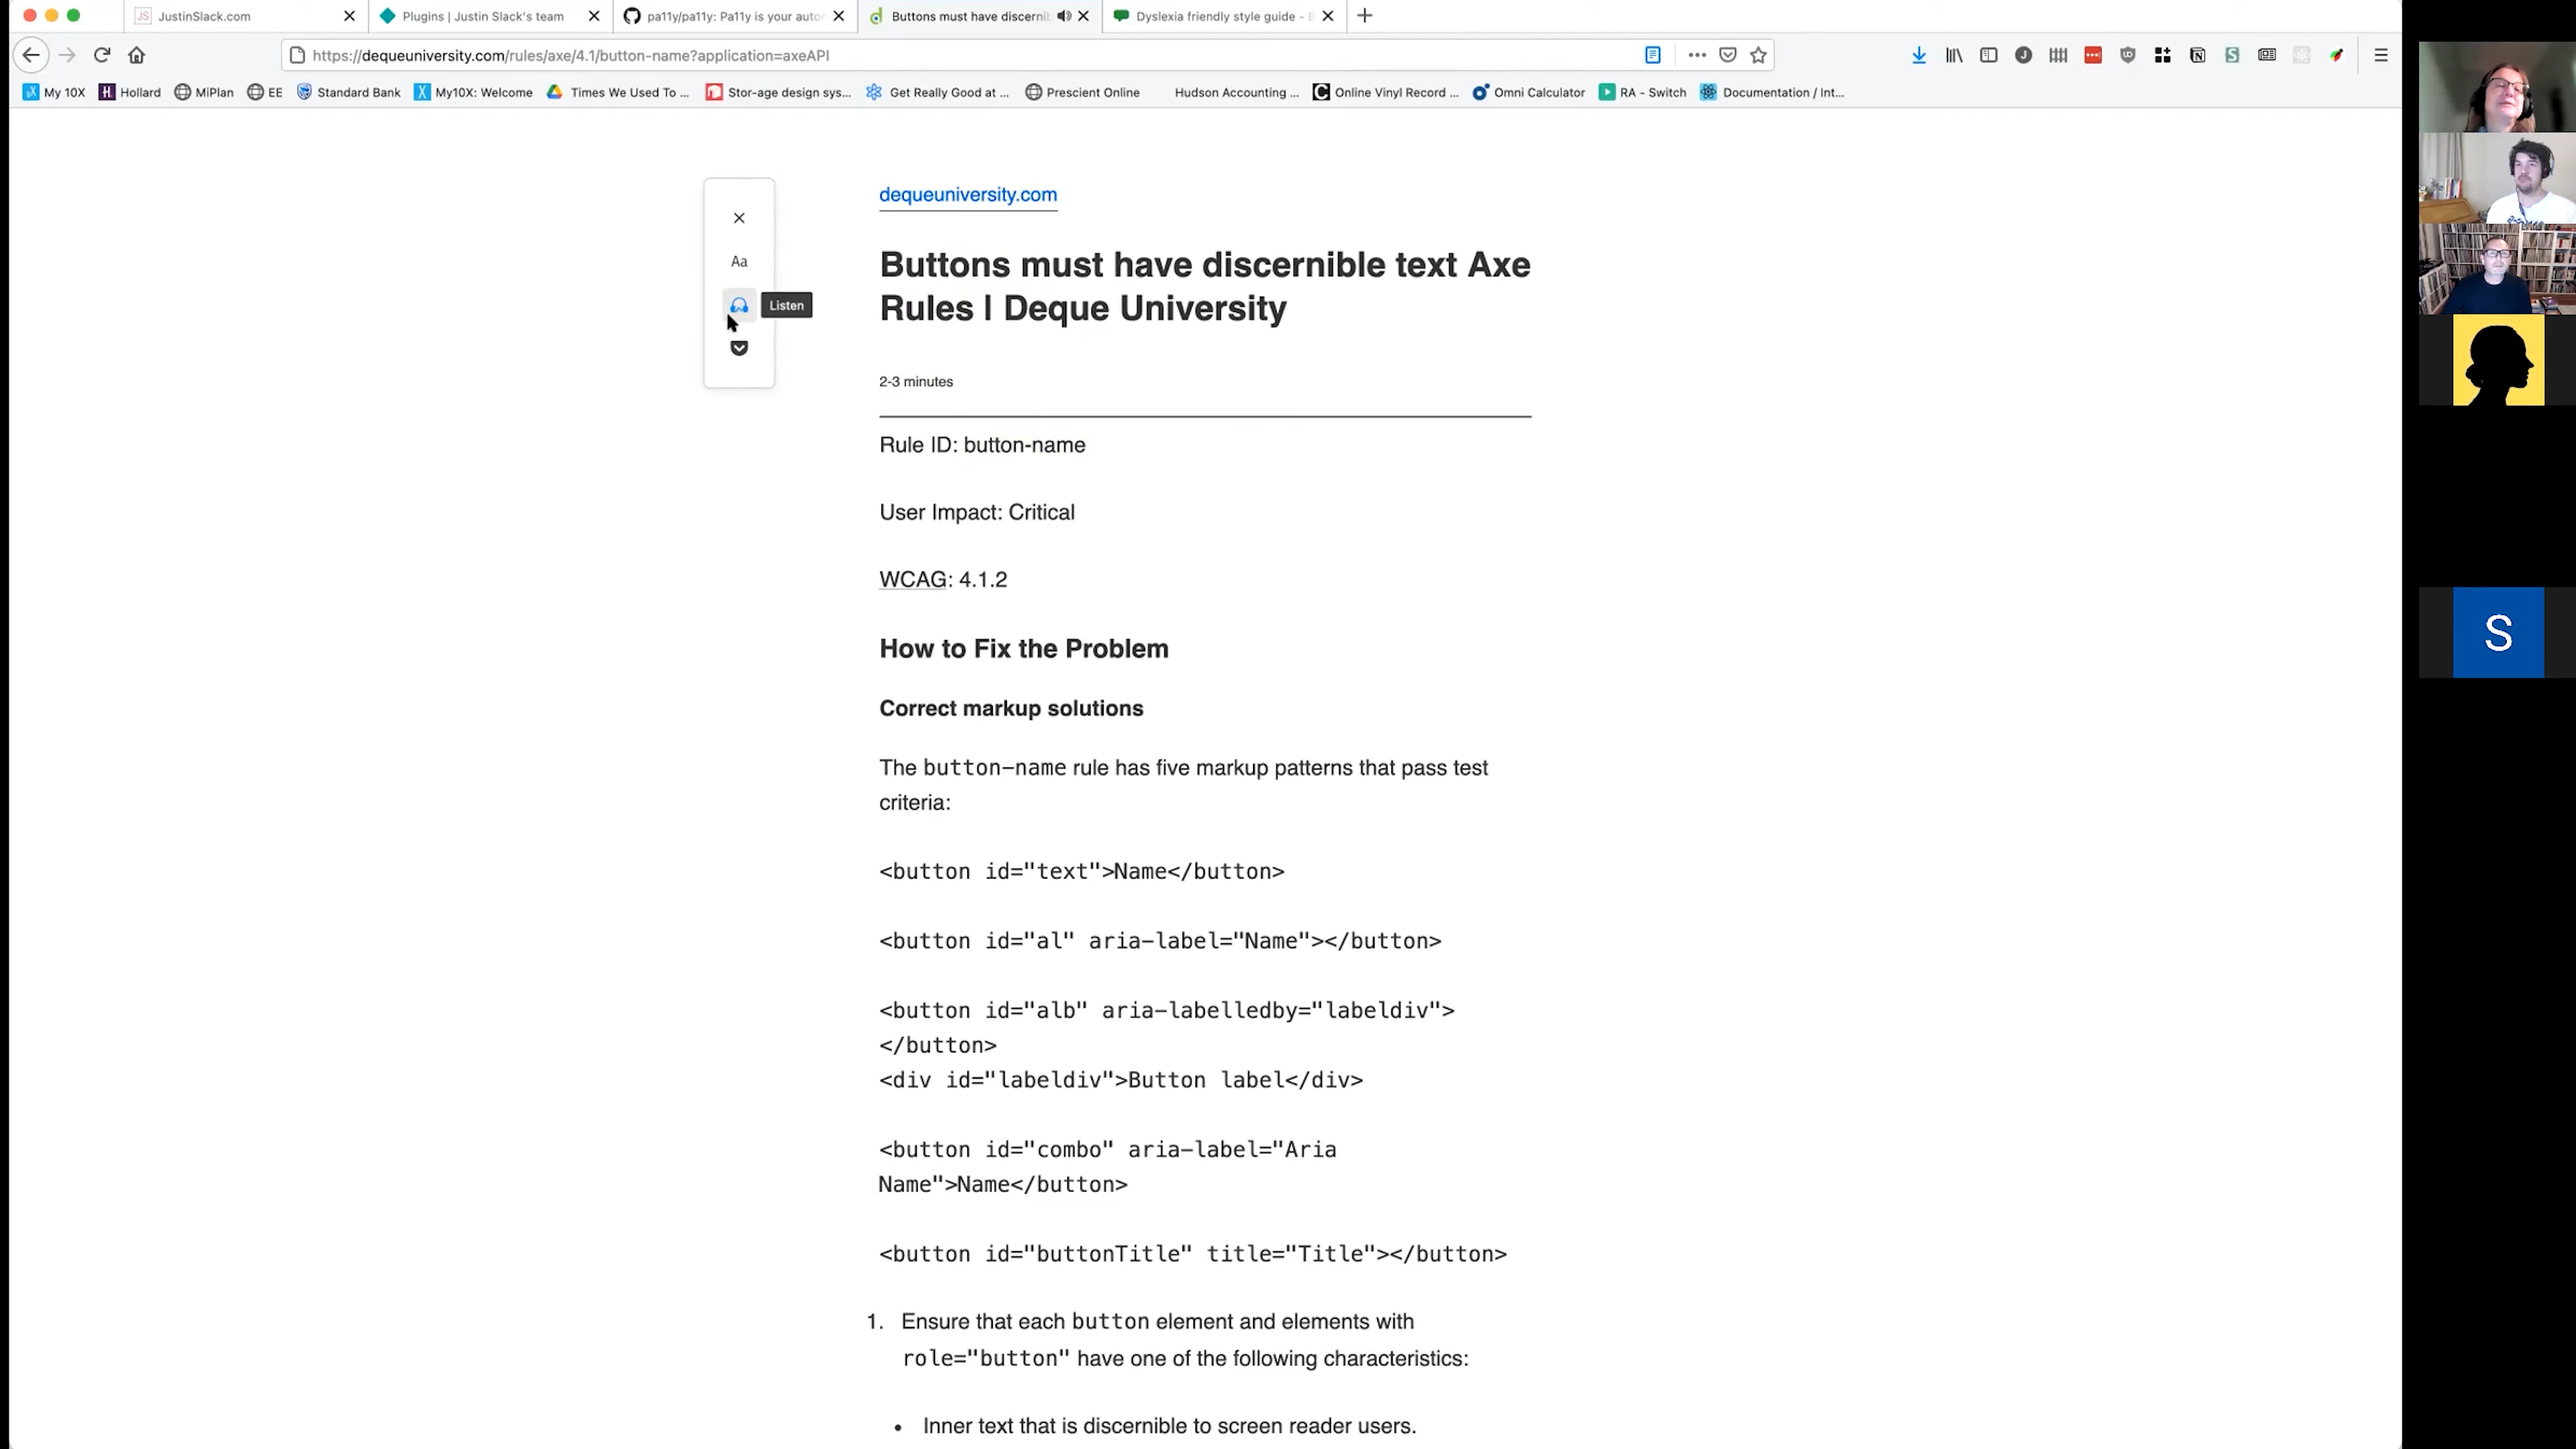 JustinSlack.com
Plugins | Justin Slack's team
pa11y/pa11y: Pa11y is your autor
Buttons must have discernib
Dyslexia friendly style guide - B
https://dequeuniversity.com/rules/axe/4.1/button-name?application=axeAPI
My 10X
Hollard
MiPlan
EE
Standard Bank
My10X: Welcome
Times We Used To ...
Stor-age design sys...
Get Really Good at ...
Prescient Online
Hudson Accounting ...
Online Vinyl Record ...
Omni Calculator
RA - Switch
Documentation / Int...
Aa
Listen
dequeuniversity.com
Buttons must have discernible text Axe
Rules | Deque University
2-3 minutes
Rule ID: button-name
User Impact: Critical
WCAG: 4.1.2
How to Fix the Problem
Correct markup solutions
The button-name rule has five markup patterns that pass test
criteria:
<button id="text">Name</button>
<button id="al" aria-label="Name"></button>
<button id="alb" aria-labelledby="labeldiv">
</button>
<div id="labeldiv">Button label</div>
<button id="combo" aria-label="Aria
Name">Name</button>
<button id="buttonTitle" title="Title"></button>
1. Ensure that each button element and elements with
role="button" have one of the following characteristics:
• Inner text that is discernible to screen reader users.
S